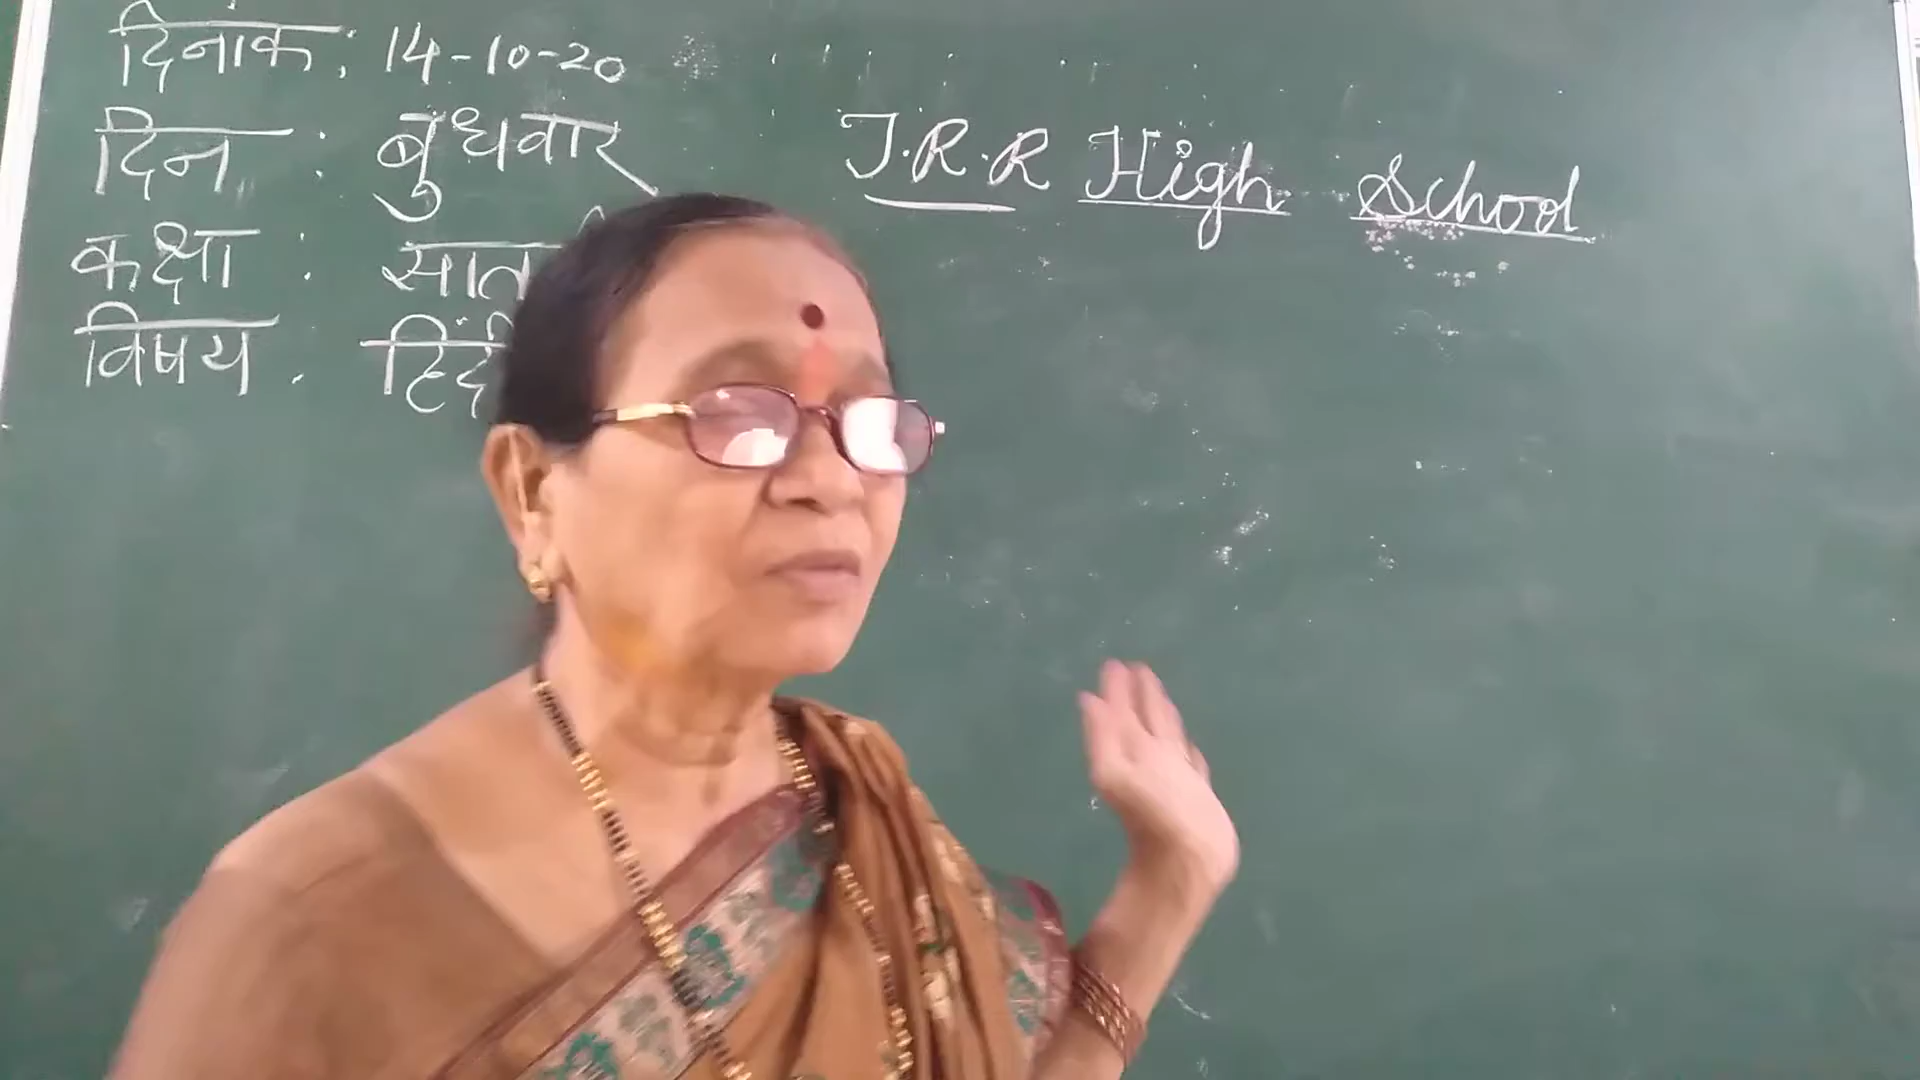 दिनांक : 14-10-20
दिन : बुधवार
J.R.R High School
कक्षा :
विषय . हिंदी